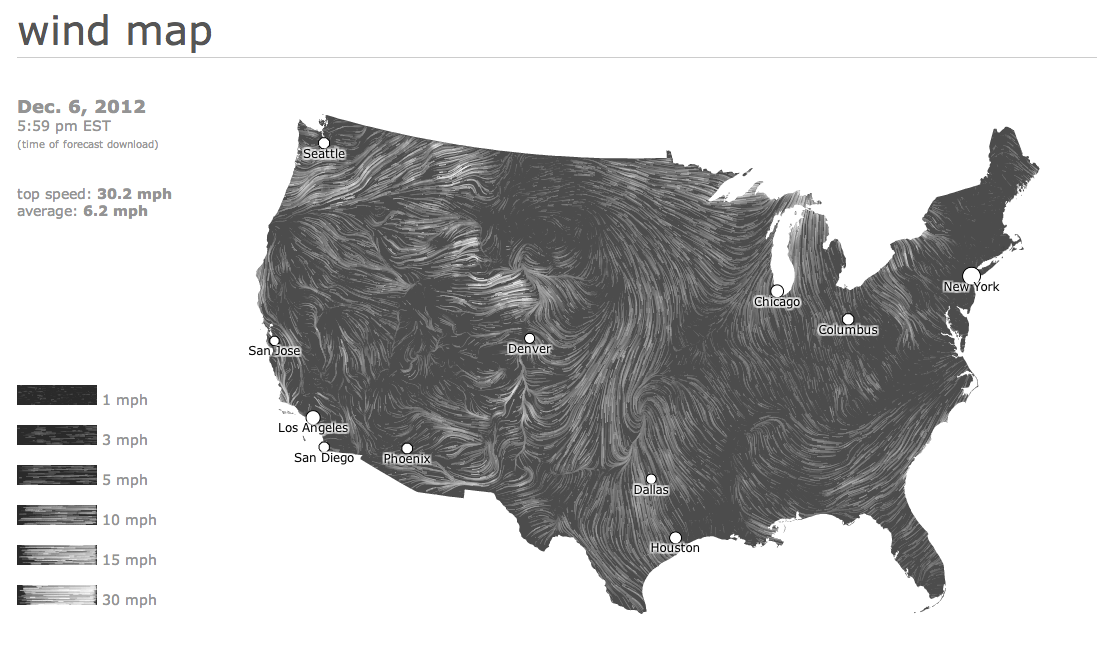 wind map
Dec. 6, 2012
5:59 pm EST
(time of forecast download)
top speed: 30.2 mph
average: 6.2 mph
1 mph
3 mph
5 mph
10 mph
15 mph
30 mph
Seattle
New York
Chicago
Columbus
San Jose
Denver
Los Angeles
San Diego
Phoenix
Dallas
Houston